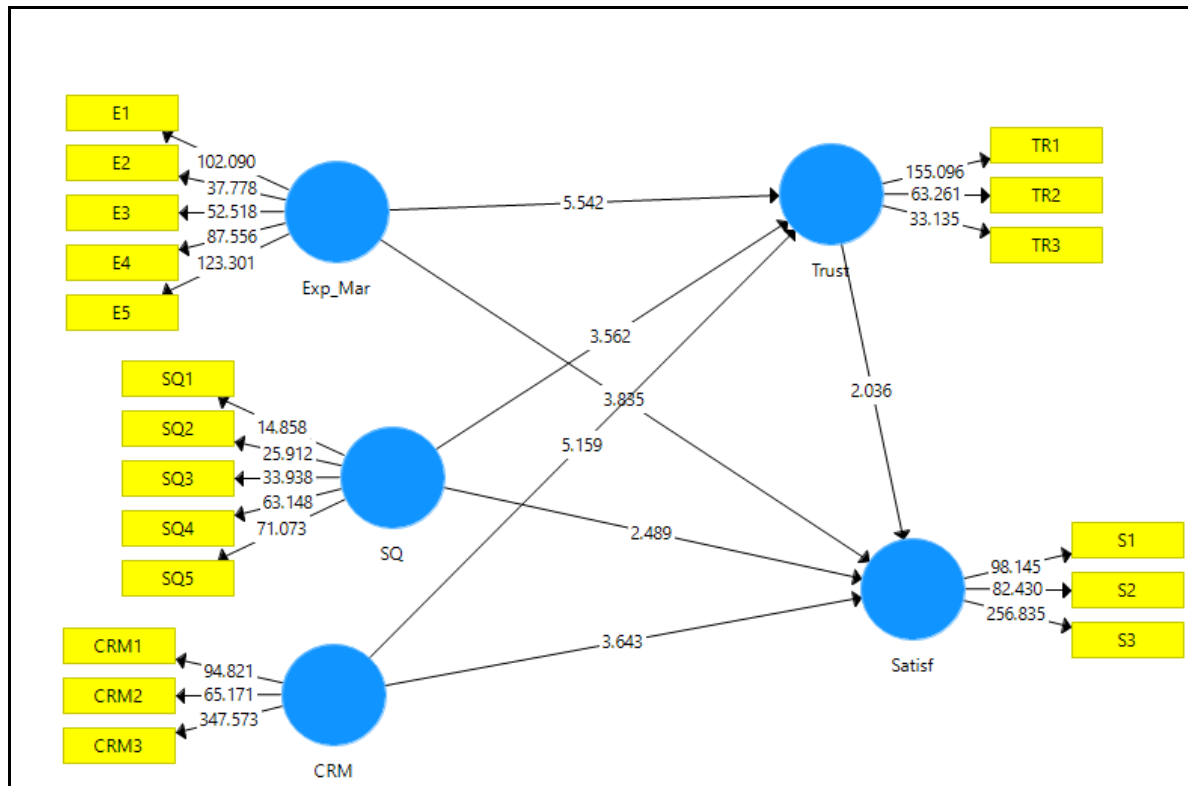 E1
E2
E3
E4
E5
102.090
37.778
52.518
87.556
123.301
Exp_Mar
5.542
Trust
155.096
63.261
33.135
TR1
TR2
TR3
3.562
3.835
5.159
2.036
SQ1
SQ2
SQ3
SQ4
SQ5
14.858
25.912
33.938
63.148
71.073
SQ
2.489
3.643
Satisf
98.145
82.430
256.835
S1
S2
S3
CRM1
CRM2
CRM3
94.821
65.171
347.573
CRM